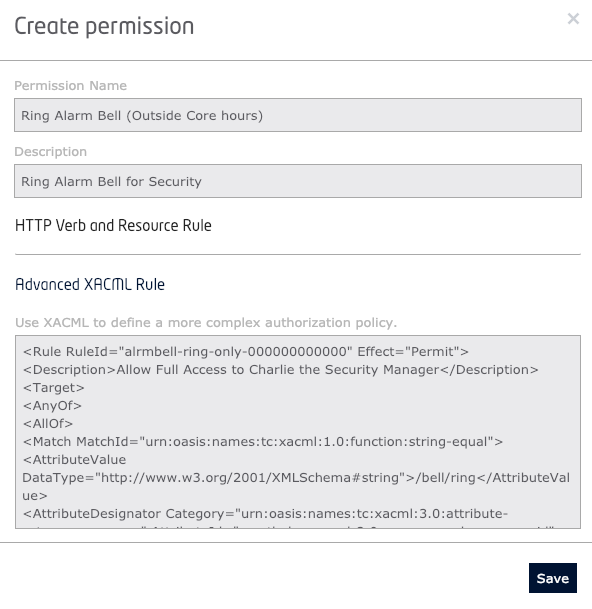 Create permission
×
Permission Name
Ring Alarm Bell (Outside Core hours)
Description
Ring Alarm Bell for Security
HTTP Verb and Resource Rule
Advanced XACML Rule
Use XACML to define a more complex authorization policy.
<Rule RuleId="alrmbell-ring-only-000000000000" Effect="Permit">
<Description>Allow Full Access to Charlie the Security Manager</Description>
<Target>
<AnyOf>
<AllOf>
<Match MatchId="urn:oasis:names:tc:xacml:1.0:function:string-equal">
<AttributeValue
DataType="http://www.w3.org/2001/XMLSchema#string">/bell/ring</AttributeVal
ue>
<AttributeDesignator Category="urn:oasis:names:tc:xacml:3.0:attribute-
Save